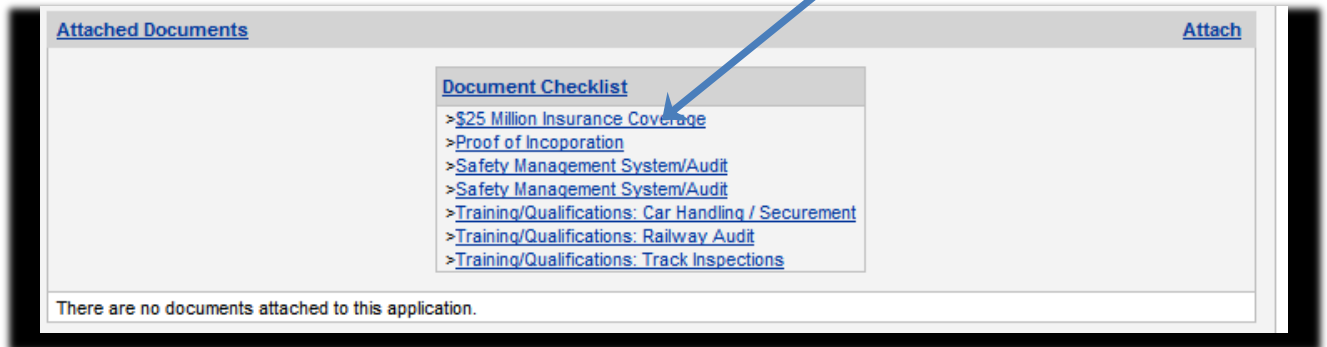 Attached Documents Attach
Document Checklist
>$25 Million Insurance Coverage
>Proof of Incoporation
>Safety Management System/Audit
>Safety Management System/Audit
>Training/Qualifications: Car Handling / Securement
>Training/Qualifications: Railway Audit
>Training/Qualifications: Track Inspections
There are no documents attached to this application.